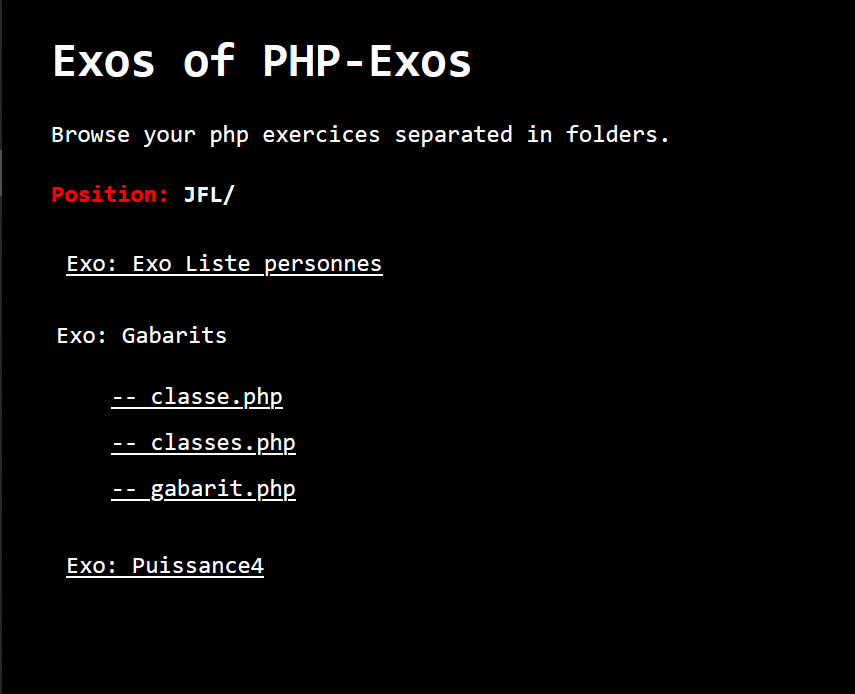 Exos of PHP-Exos
Browse your php exercices separated in folders.
Position: JFL/
Exo: Exo Liste personnes
Exo: Gabarits
-- classe.php
-- classes.php
-- gabarit.php
Exo: Puissance4